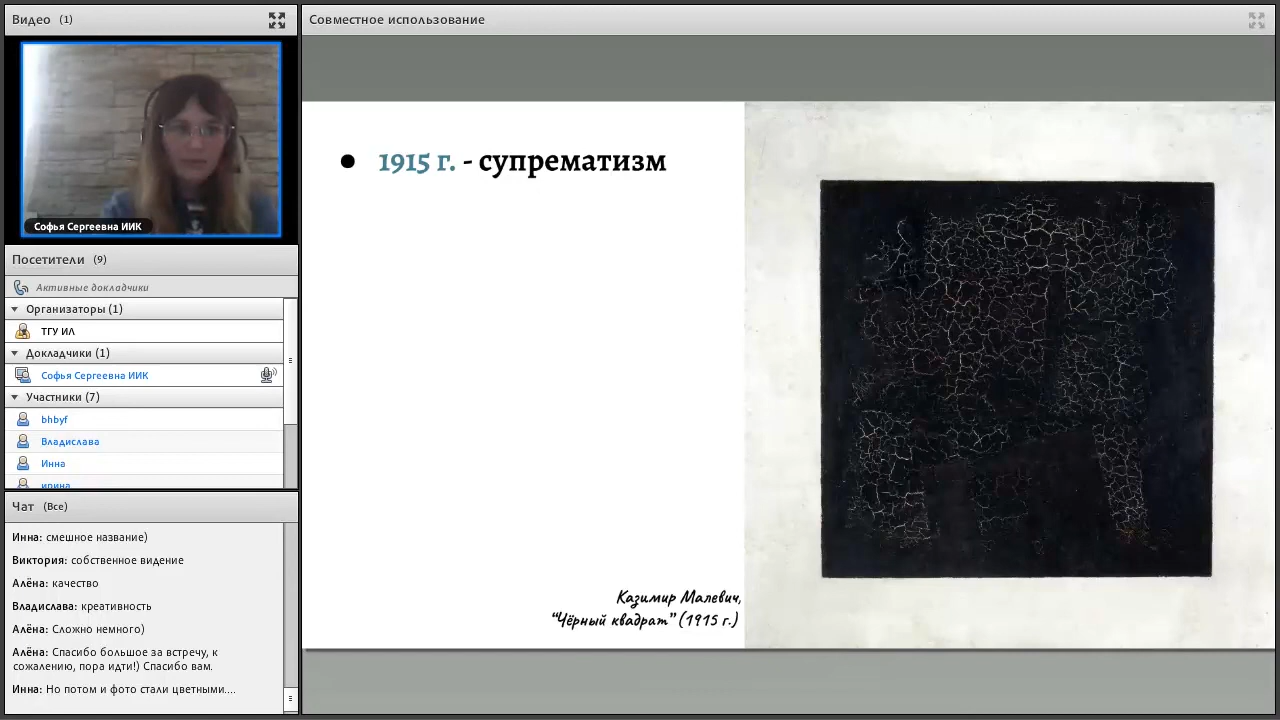 Видео (1)
Софья Сергеевна ИИК
Посетители (9)
Активные докладчики
Организаторы (1)
ТГУ ИЛ
Докладчики (1)
Софья Сергеевна ИИК
Участники (7)
bhbyf
Владислава
Инна
ирина
Чат (Все)
Инна: смешное название)
Виктория: собственное видение
Алёна: качество
Владислава: креативность
Алёна: Сложно немного)
Алёна: Спасибо большое за встречу, к
сожалению, пора идти!) Спасибо вам.
Инна: Но потом и фото стали цветными....
Совместное использование
● 1915 г. - супрематизм
Казимир Малевич,
“Чёрный квадрат” (1915 г.)